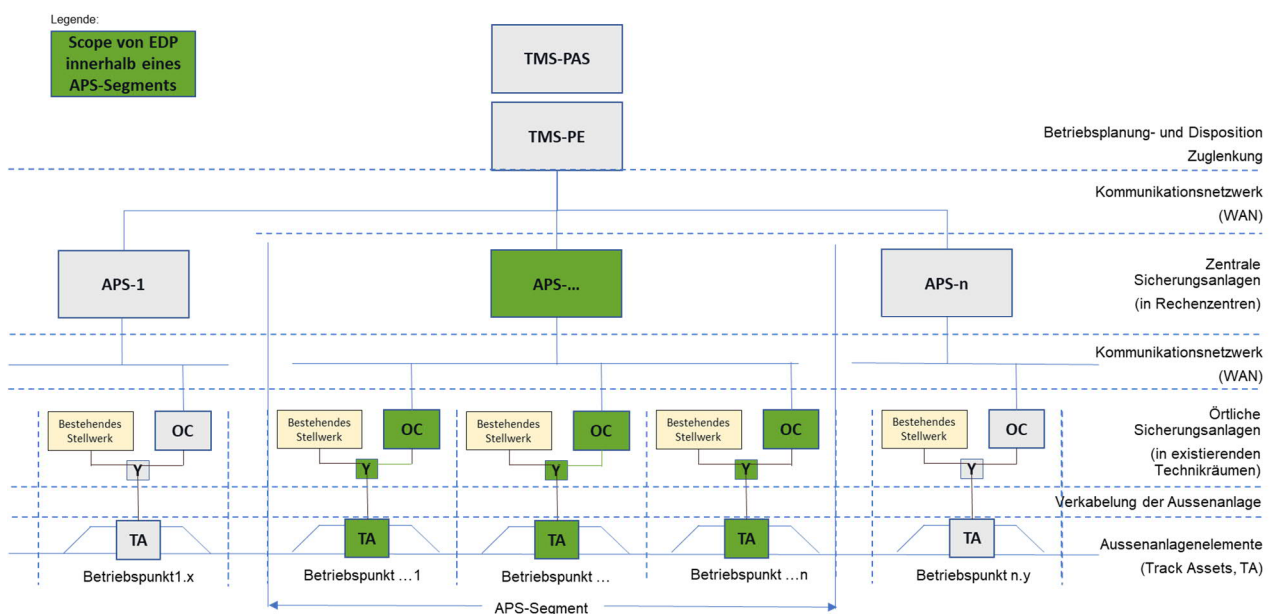 Legende:
Scope von EDP
innerhalb eines
APS-Segments
TMS-PAS
TMS-PE
Betriebsplanung- und Disposition
Zuglenkung
Kommunikationsnetzwerk
(WAN)
APS-1
APS-...
APS-n
Zentrale
Sicherungsanlagen
(in Rechenzentren)
Kommunikationsnetzwerk
(WAN)
Bestehendes
Stellwerk
OC
Y
Bestehendes
Stellwerk
OC
Y
Bestehendes
Stellwerk
OC
Y
Bestehendes
Stellwerk
OC
Y
Bestehendes
Stellwerk
OC
Y
Örtliche
Sicherungsanlagen
(in existierenden
Technikräumen)
Verkabelung der Aussenanlage
TA
TA
TA
TA
TA
Aussenanlagenelemente
(Track Assets, TA)
Betriebspunkt1.x
Betriebspunkt ...1
Betriebspunkt ...
Betriebspunkt ...n
Betriebspunkt n.y
APS-Segment